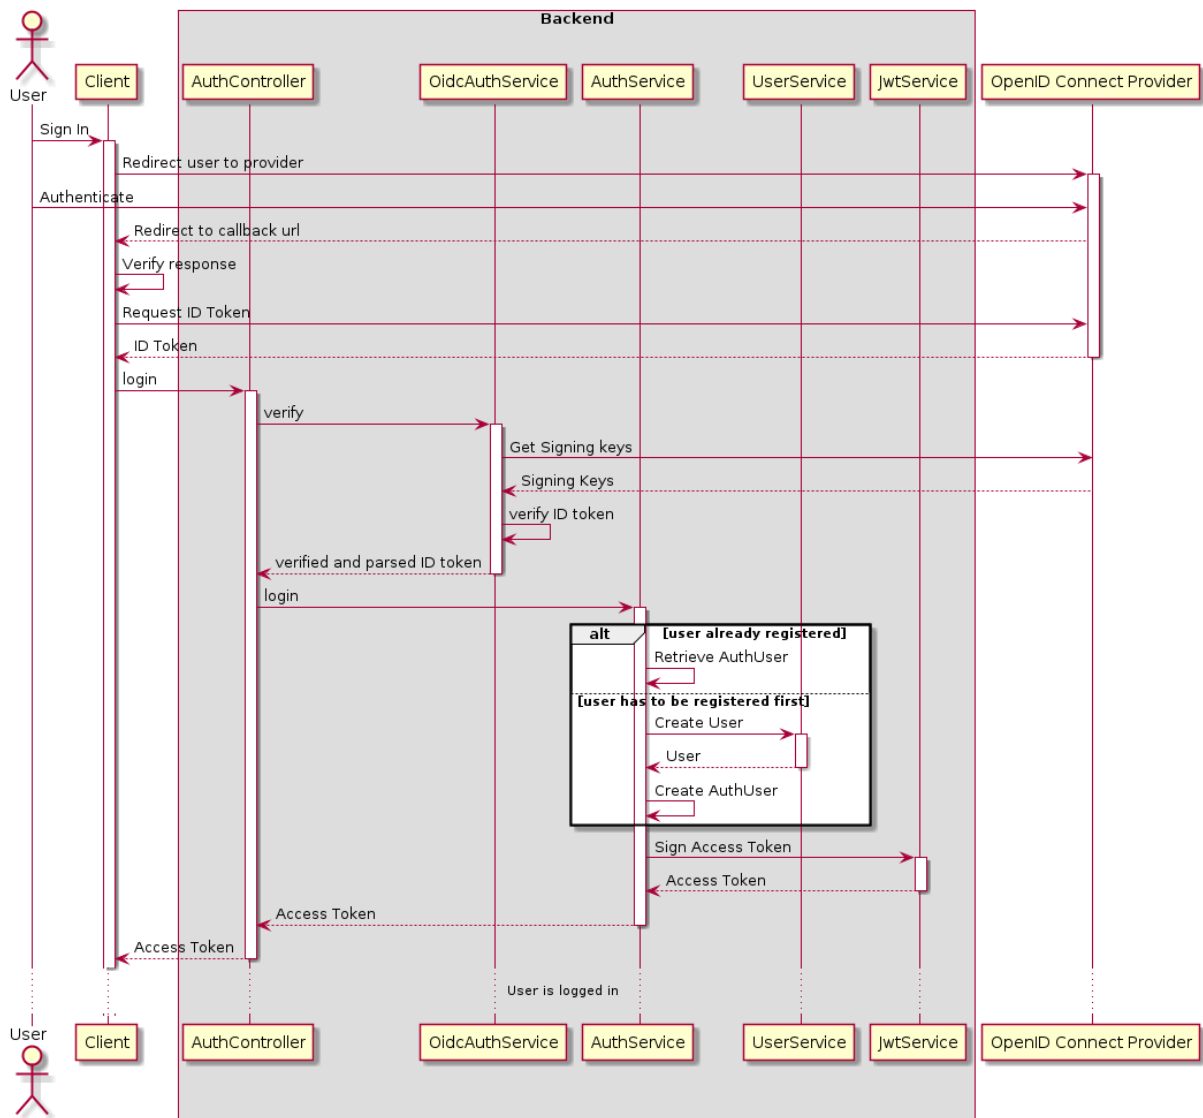 Backend
User
Client
AuthController
OidcAuthService
AuthService
UserService
JwtService
OpenID Connect Provider
Sign In
Redirect user to provider
Authenticate
Redirect to callback url
Verify response
Request ID Token
ID Token
login
verify
Get Signing keys
Signing Keys
verify ID token
verified and parsed ID token
login
alt
[user already registered]
Retrieve AuthUser
[user has to be registered first]
Create User
User
Create AuthUser
Sign Access Token
Access Token
Access Token
Access Token
User is logged in
User
Client
AuthController
OidcAuthService
AuthService
UserService
JwtService
OpenID Connect Provider